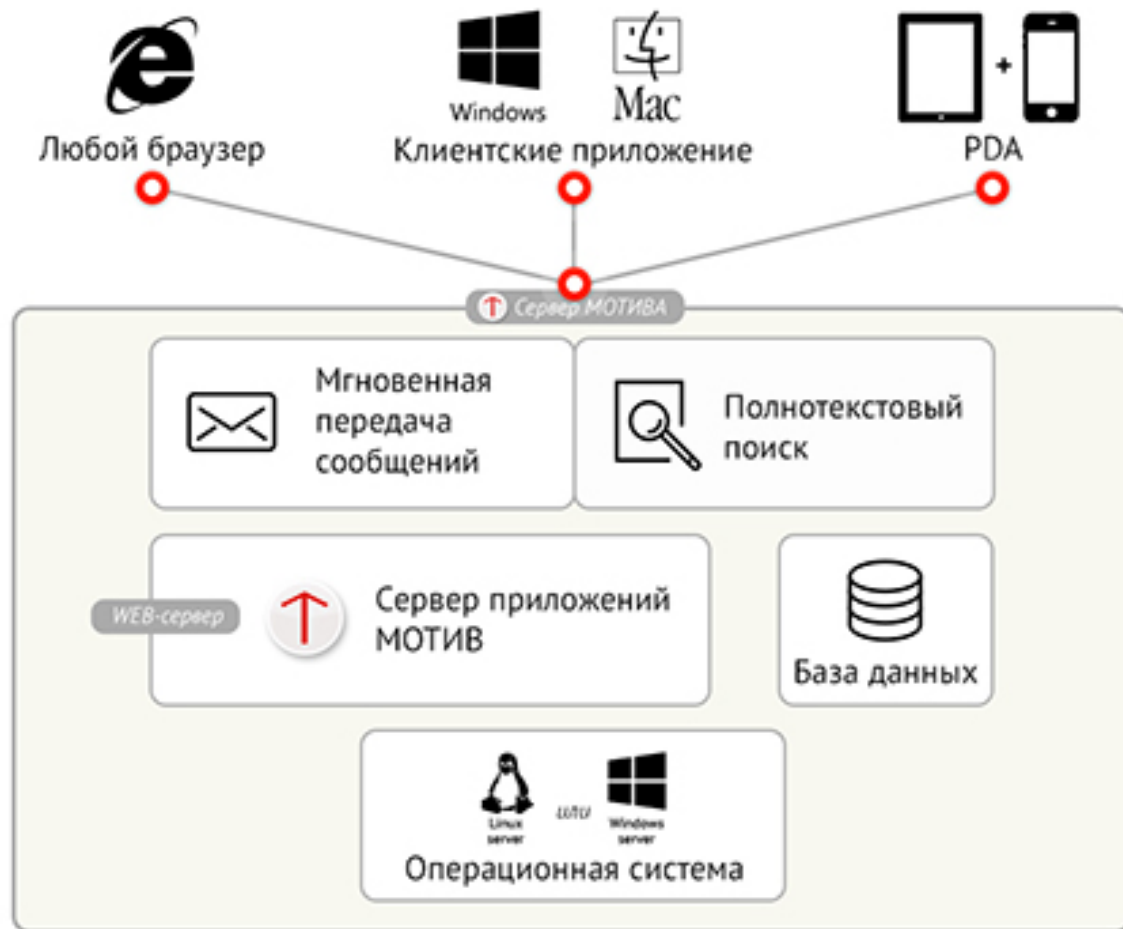 Windows
Mac
Любой браузер
Клиентские приложение
+
PDA
Сервер МОТИВА
Мгновенная
передача
сообщений
Полнотекстовый
поиск
WEB-сервер
Сервер приложений
МОТИВ
База данных
Linux
server
или
Windows
server
Операционная система